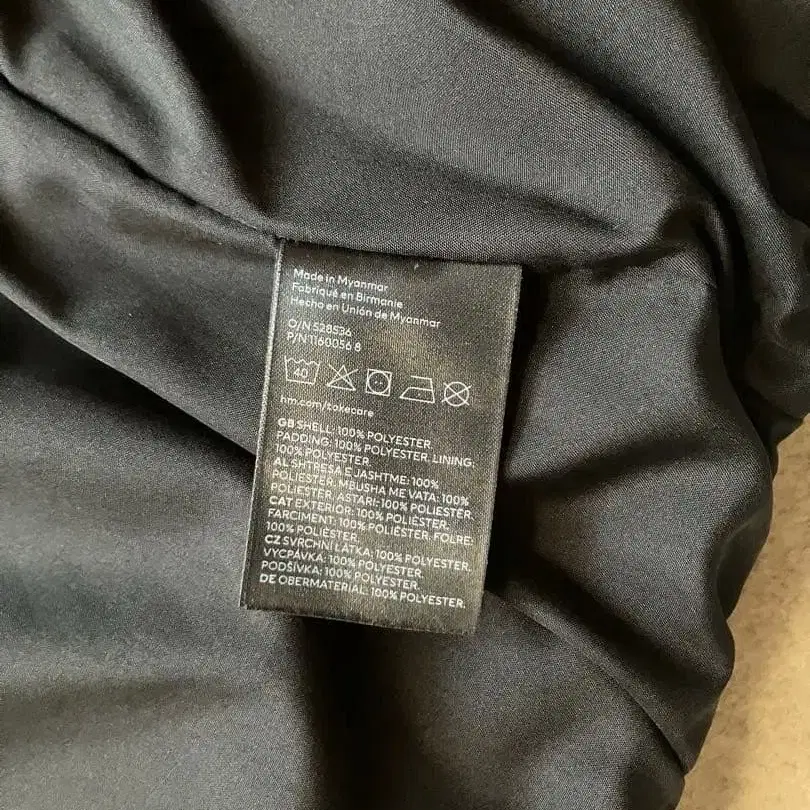 Made in Myanmar
Fabriqué en Birmanie
Hecho en Unión de Myanmar
O/N 528536
P/N 1160056 8
40
hm.com/takecare
GB SHELL: 100% POLYESTER.
PADDING: 100% POLYESTER. LINING:
100% POLYESTER.
AL SHTRESA E JASHTME: 100%
POLIESTER. MBUSHA ME VATA: 100%
POLIESTER. ASTARI: 100% POLIESTER.
CAT EXTERIOR: 100% POLIÈSTER.
FARCIMENT: 100% POLIÈSTER. FOLRE:
100% POLIÈSTER.
CZ SVRCHNÍ LÁTKA: 100% POLYESTER.
VYCPÁVKA: 100% POLYESTER.
PODŠÍVKA: 100% POLYESTER.
DE OBERMATERIAL: 100% POLYESTER.